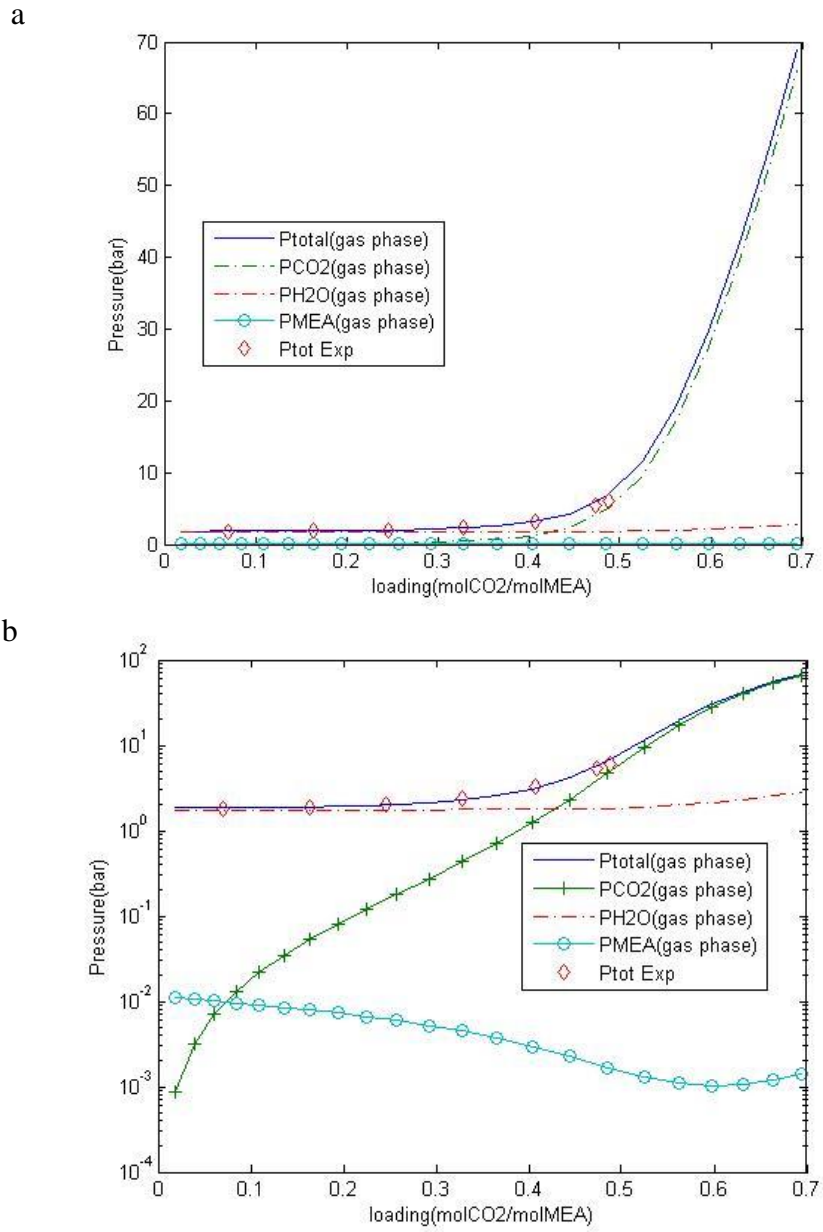 a
70
60
50
40
30
20
10
0
Pressure(bar)
Ptotal(gas phase)
PCO2(gas phase)
PH2O(gas phase)
PMEA(gas phase)
Ptot Exp
0 0.1 0.2 0.3 0.4 0.5 0.6 0.7
loading(molCO2/molMEA)
b
10^2
10^1
10^0
10^-1
10^-2
10^-3
10^-4
Pressure(bar)
Ptotal(gas phase)
PCO2(gas phase)
PH2O(gas phase)
PMEA(gas phase)
Ptot Exp
0 0.1 0.2 0.3 0.4 0.5 0.6 0.7
loading(molCO2/molMEA)